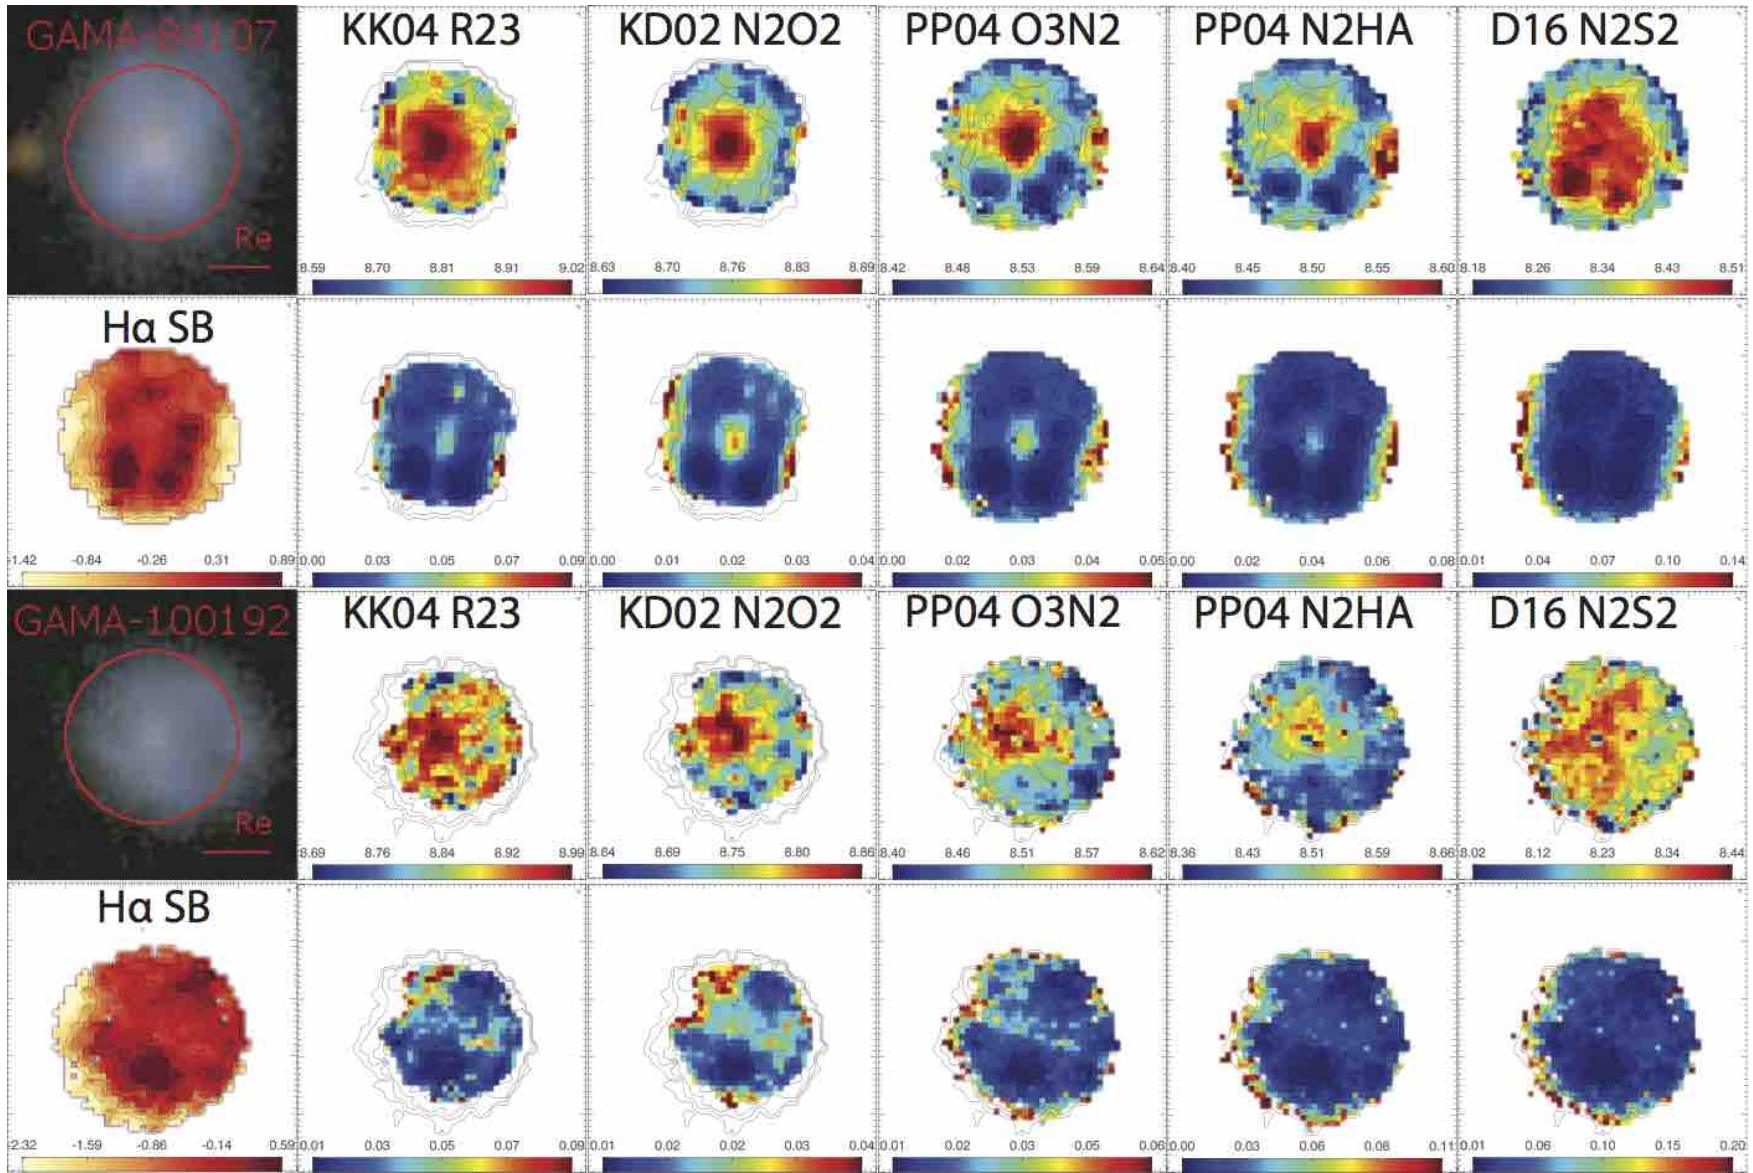 GAMA-84107 KK04 R23 KD02 N2O2 PP04 O3N2 PP04 N2HA D16 N2S2
Re
8.59 8.70 8.81 8.91 9.02 8.63 8.70 8.76 8.83 8.89 8.42 8.48 8.53 8.59 8.64 8.40 8.45 8.50 8.55 8.60 8.18 8.26 8.34 8.43 8.51
Hα SB
-1.42 -0.84 -0.26 0.31 0.89 0.00 0.03 0.05 0.07 0.09 0.00 0.01 0.02 0.03 0.04 0.00 0.02 0.03 0.04 0.05 0.00 0.02 0.04 0.06 0.08 0.01 0.04 0.07 0.10 0.14
GAMA-100192 KK04 R23 KD02 N2O2 PP04 O3N2 PP04 N2HA D16 N2S2
Re
8.69 8.76 8.84 8.92 8.99 8.64 8.69 8.75 8.80 8.86 8.40 8.46 8.51 8.57 8.62 8.36 8.43 8.51 8.59 8.66 8.02 8.12 8.23 8.34 8.44
Hα SB
-2.32 -1.59 -0.86 -0.14 0.59 0.01 0.03 0.05 0.07 0.09 0.01 0.02 0.02 0.03 0.04 0.01 0.02 0.03 0.05 0.06 0.00 0.03 0.06 0.08 0.11 0.01 0.06 0.10 0.15 0.20